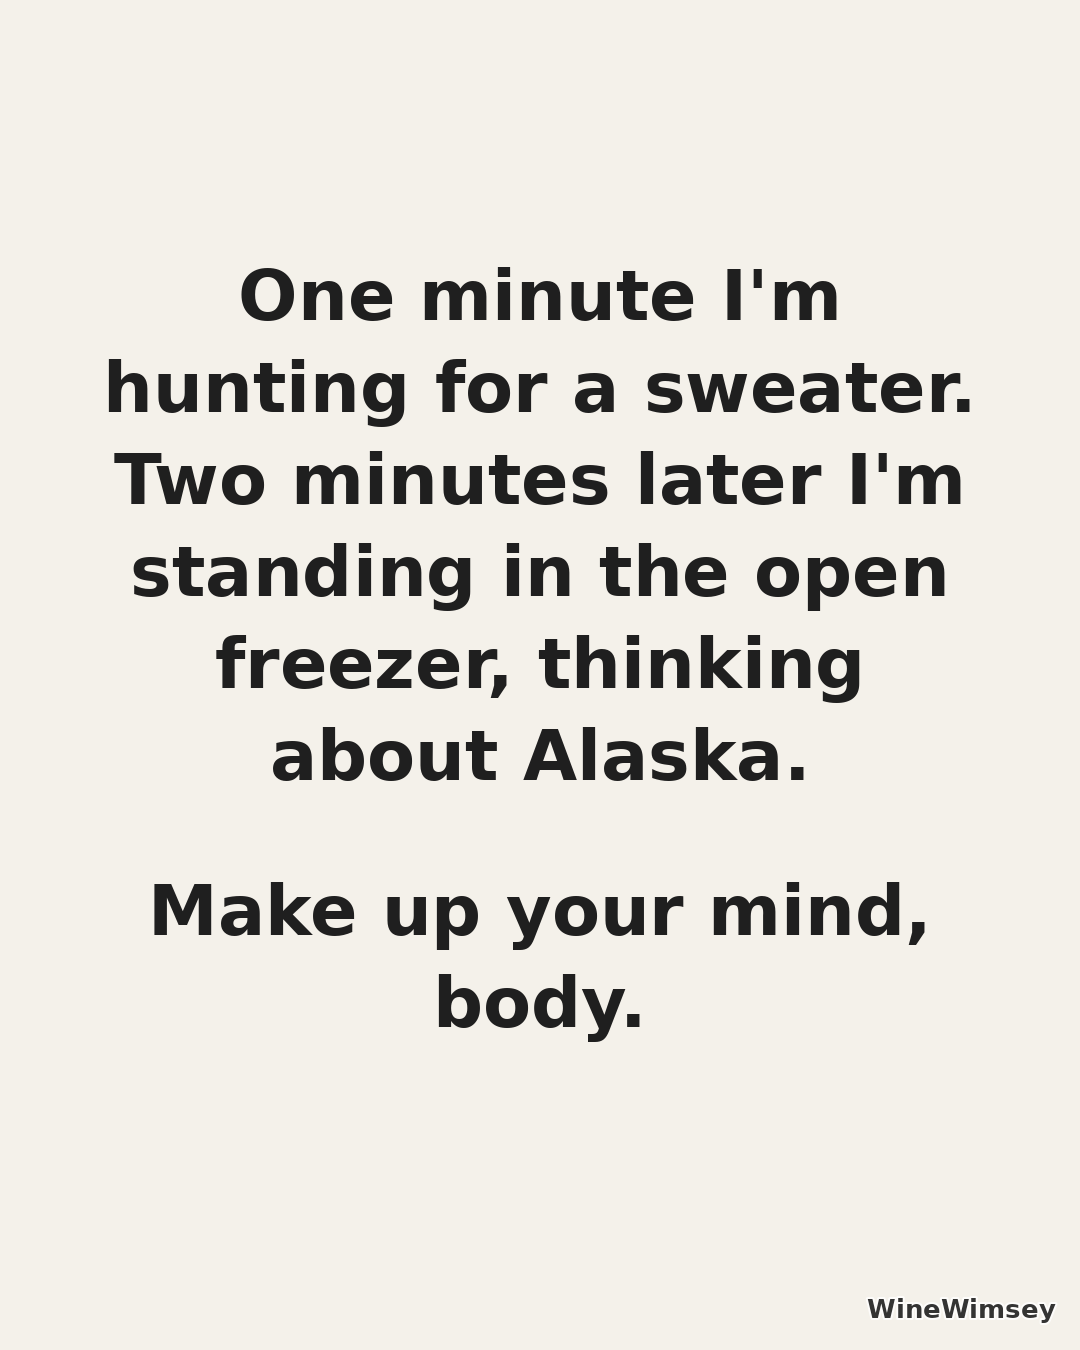 One minute I'm
hunting for a sweater.
Two minutes later I'm
standing in the open
freezer, thinking
about Alaska.
Make up your mind,
body.
WineWimsey